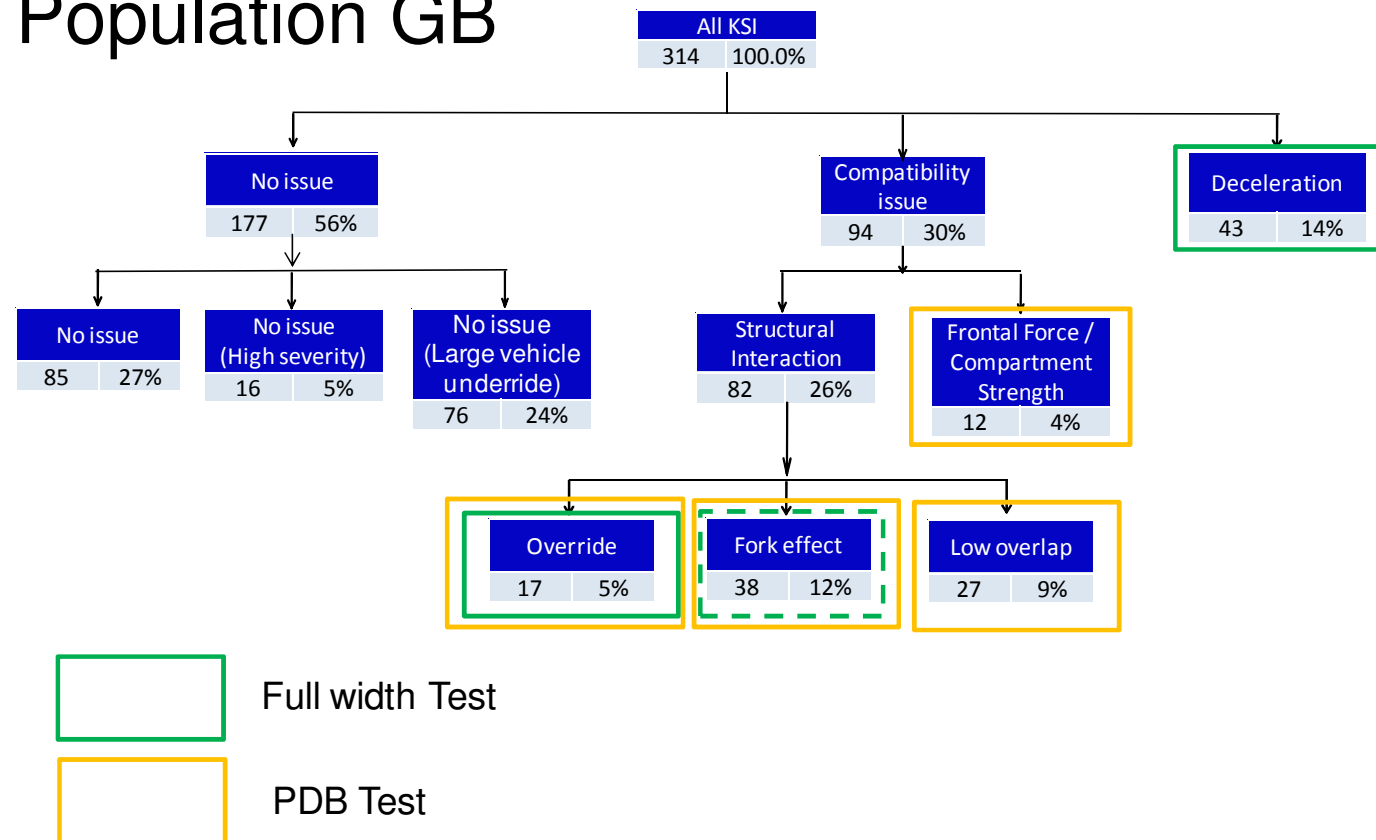 Population GB
All KSI
314 100.0%
No issue
177 56%
Compatibility
issue
94 30%
Deceleration
43 14%
No issue
85 27%
No issue
(High severity)
16 5%
No issue
(Large vehicle
underride)
76 24%
Structural
Interaction
82 26%
Frontal Force /
Compartment
Strength
12 4%
Override
17 5%
Fork effect
38 12%
Low overlap
27 9%
Full width Test
PDB Test